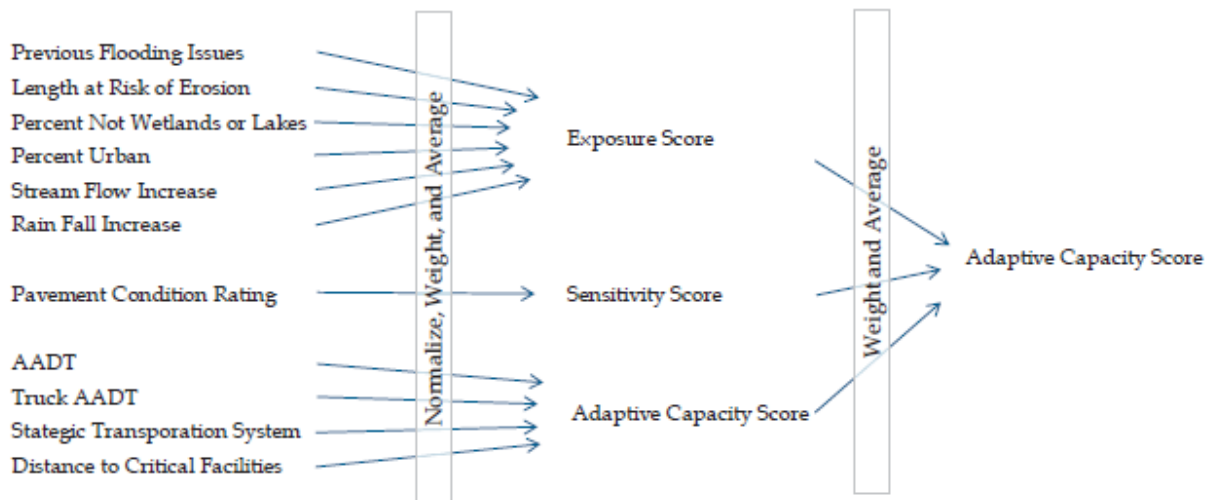 Previous Flooding Issues
Length at Risk of Erosion
Percent Not Wetlands or Lakes
Percent Urban
Stream Flow Increase
Rain Fall Increase
Pavement Condition Rating
AADT
Truck AADT
Stategic Transporation System
Distance to Critical Facilities
Normalize, Weight, and Average
Exposure Score
Sensitivity Score
Adaptive Capacity Score
Weight and Average
Adaptive Capacity Score